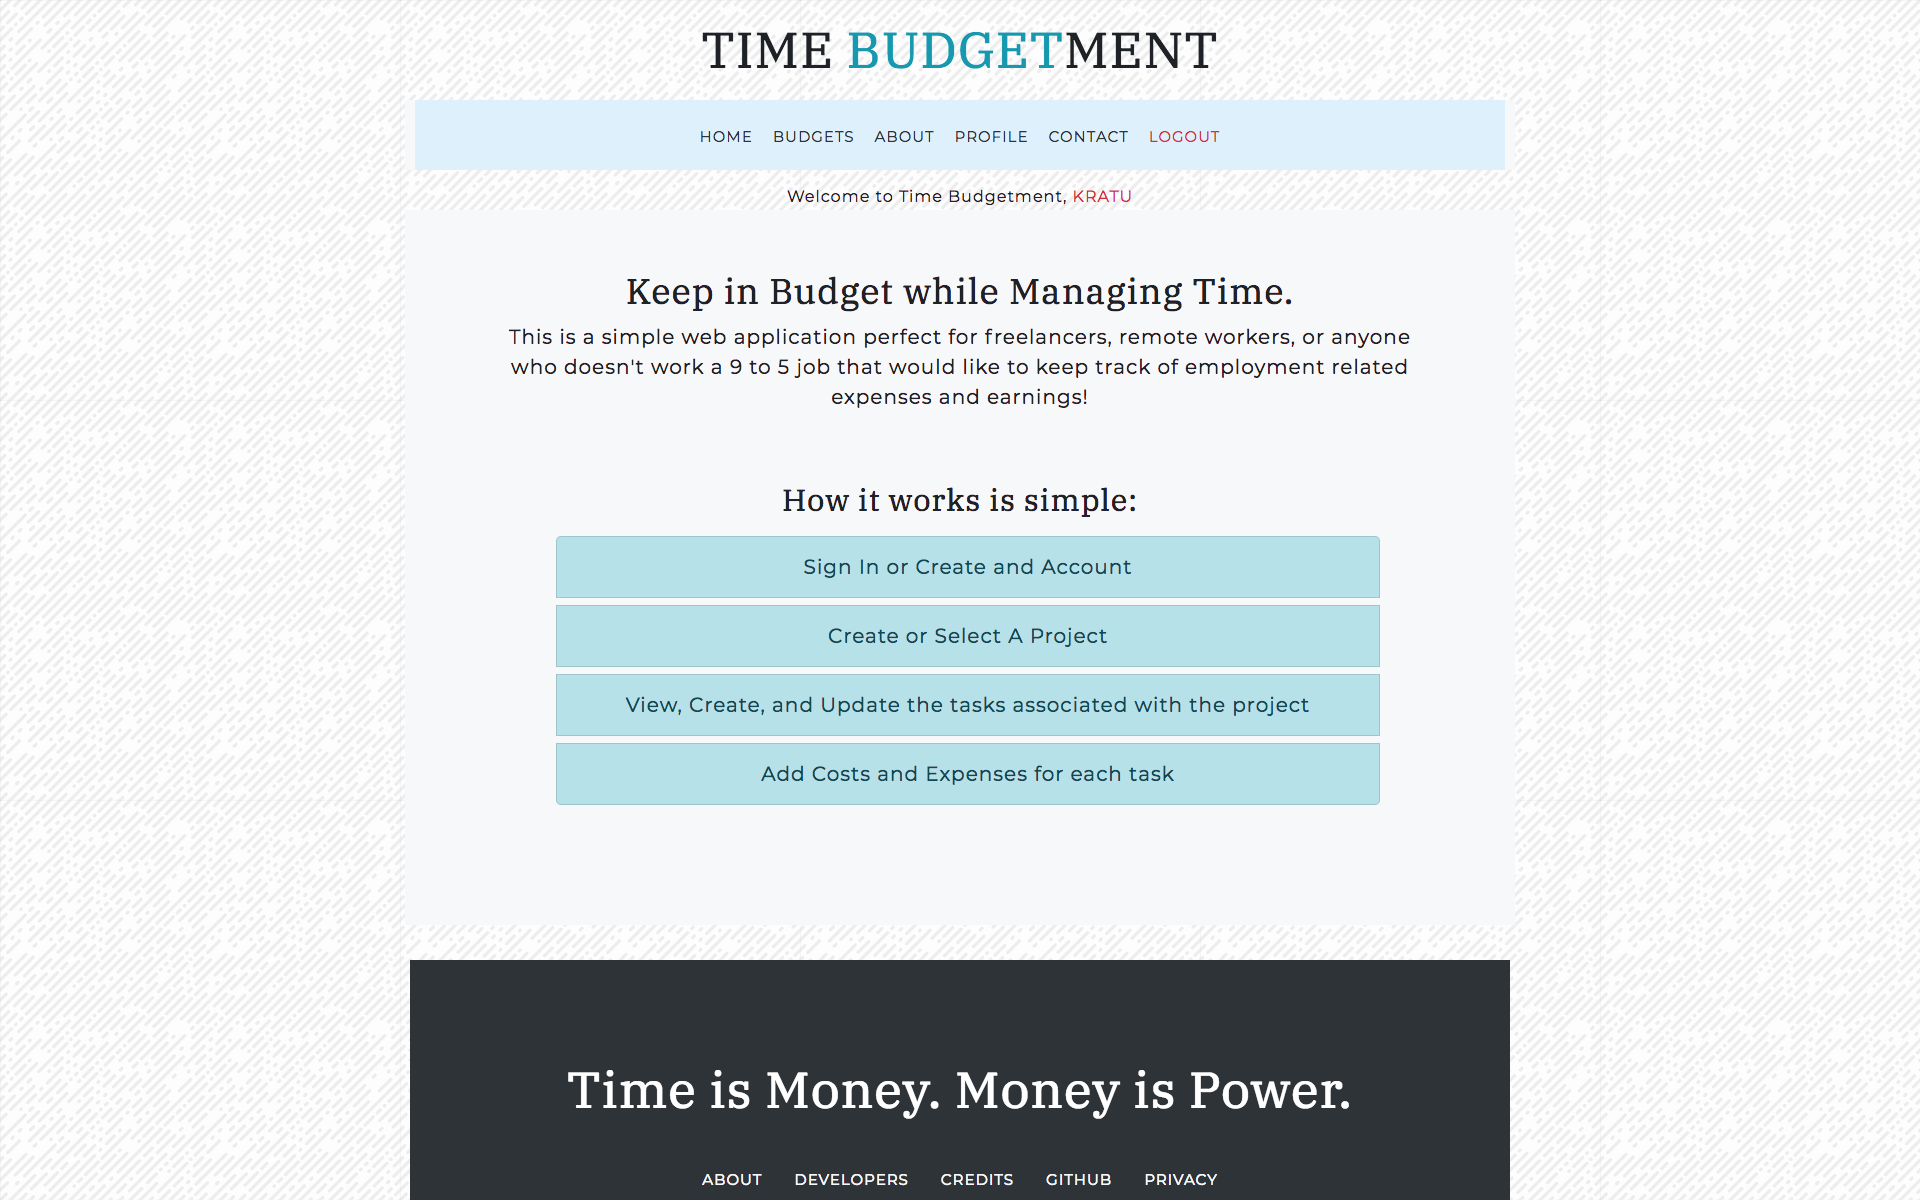 TIME BUDGETMENT
HOME BUDGETS ABOUT PROFILE CONTACT LOGOUT
Welcome to Time Budgetment, KRATU
Keep in Budget while Managing Time.
This is a simple web application perfect for freelancers, remote workers, or anyone
who doesn't work a 9 to 5 job that would like to keep track of employment related
expenses and earnings!
How it works is simple:
Sign In or Create and Account
Create or Select A Project
View, Create, and Update the tasks associated with the project
Add Costs and Expenses for each task
Time is Money. Money is Power.
ABOUT DEVELOPERS CREDITS GITHUB PRIVACY